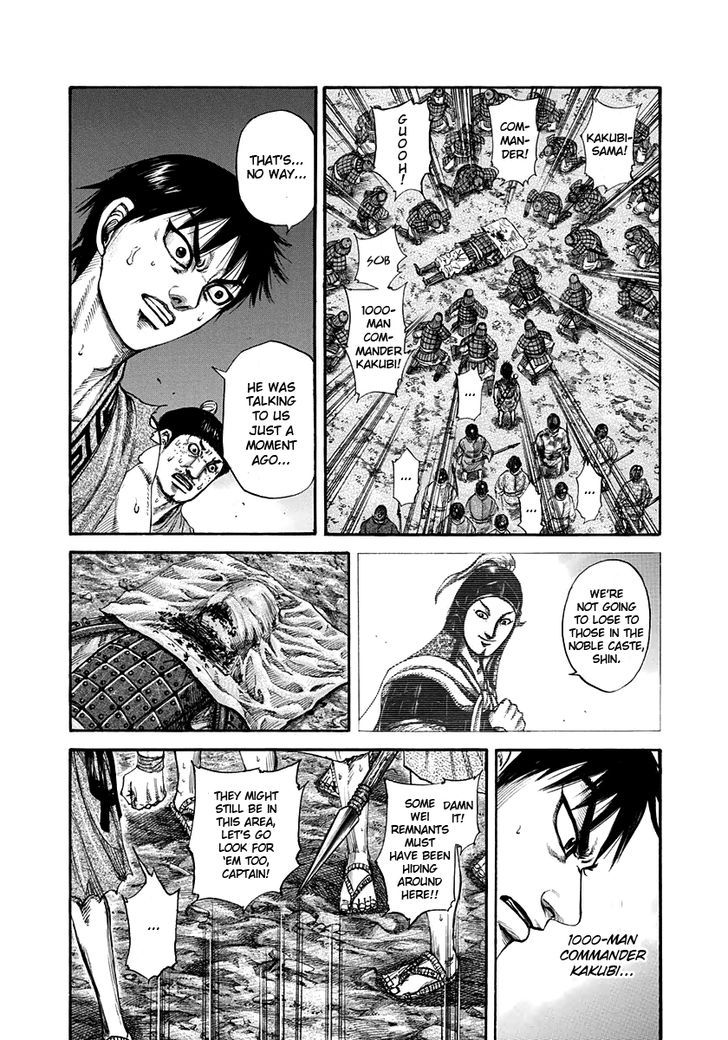 KAKUBI-
SAMA!
COM-
MAN-
DER!
GUOOH!
SOB
1000-
MAN
COM-
MANDER
KAKUBI!
...
...
...
THAT'S...
NO WAY...
HE WAS
TALKING
TO US
JUST A
MOMENT
AGO...
WE'RE
NOT GOING
TO LOSE TO
THOSE IN THE
NOBLE CASTE,
SHIN.
1000-MAN
COMMANDER
KAKUBI...
DAMN
IT!
SOME
WEI
REMNANTS
MUST
HAVE BEEN
HIDING
AROUND
HERE!!
THEY MIGHT
STILL BE IN
THIS AREA,
LET'S GO
LOOK FOR
'EM TOO,
CAPTAIN!
...